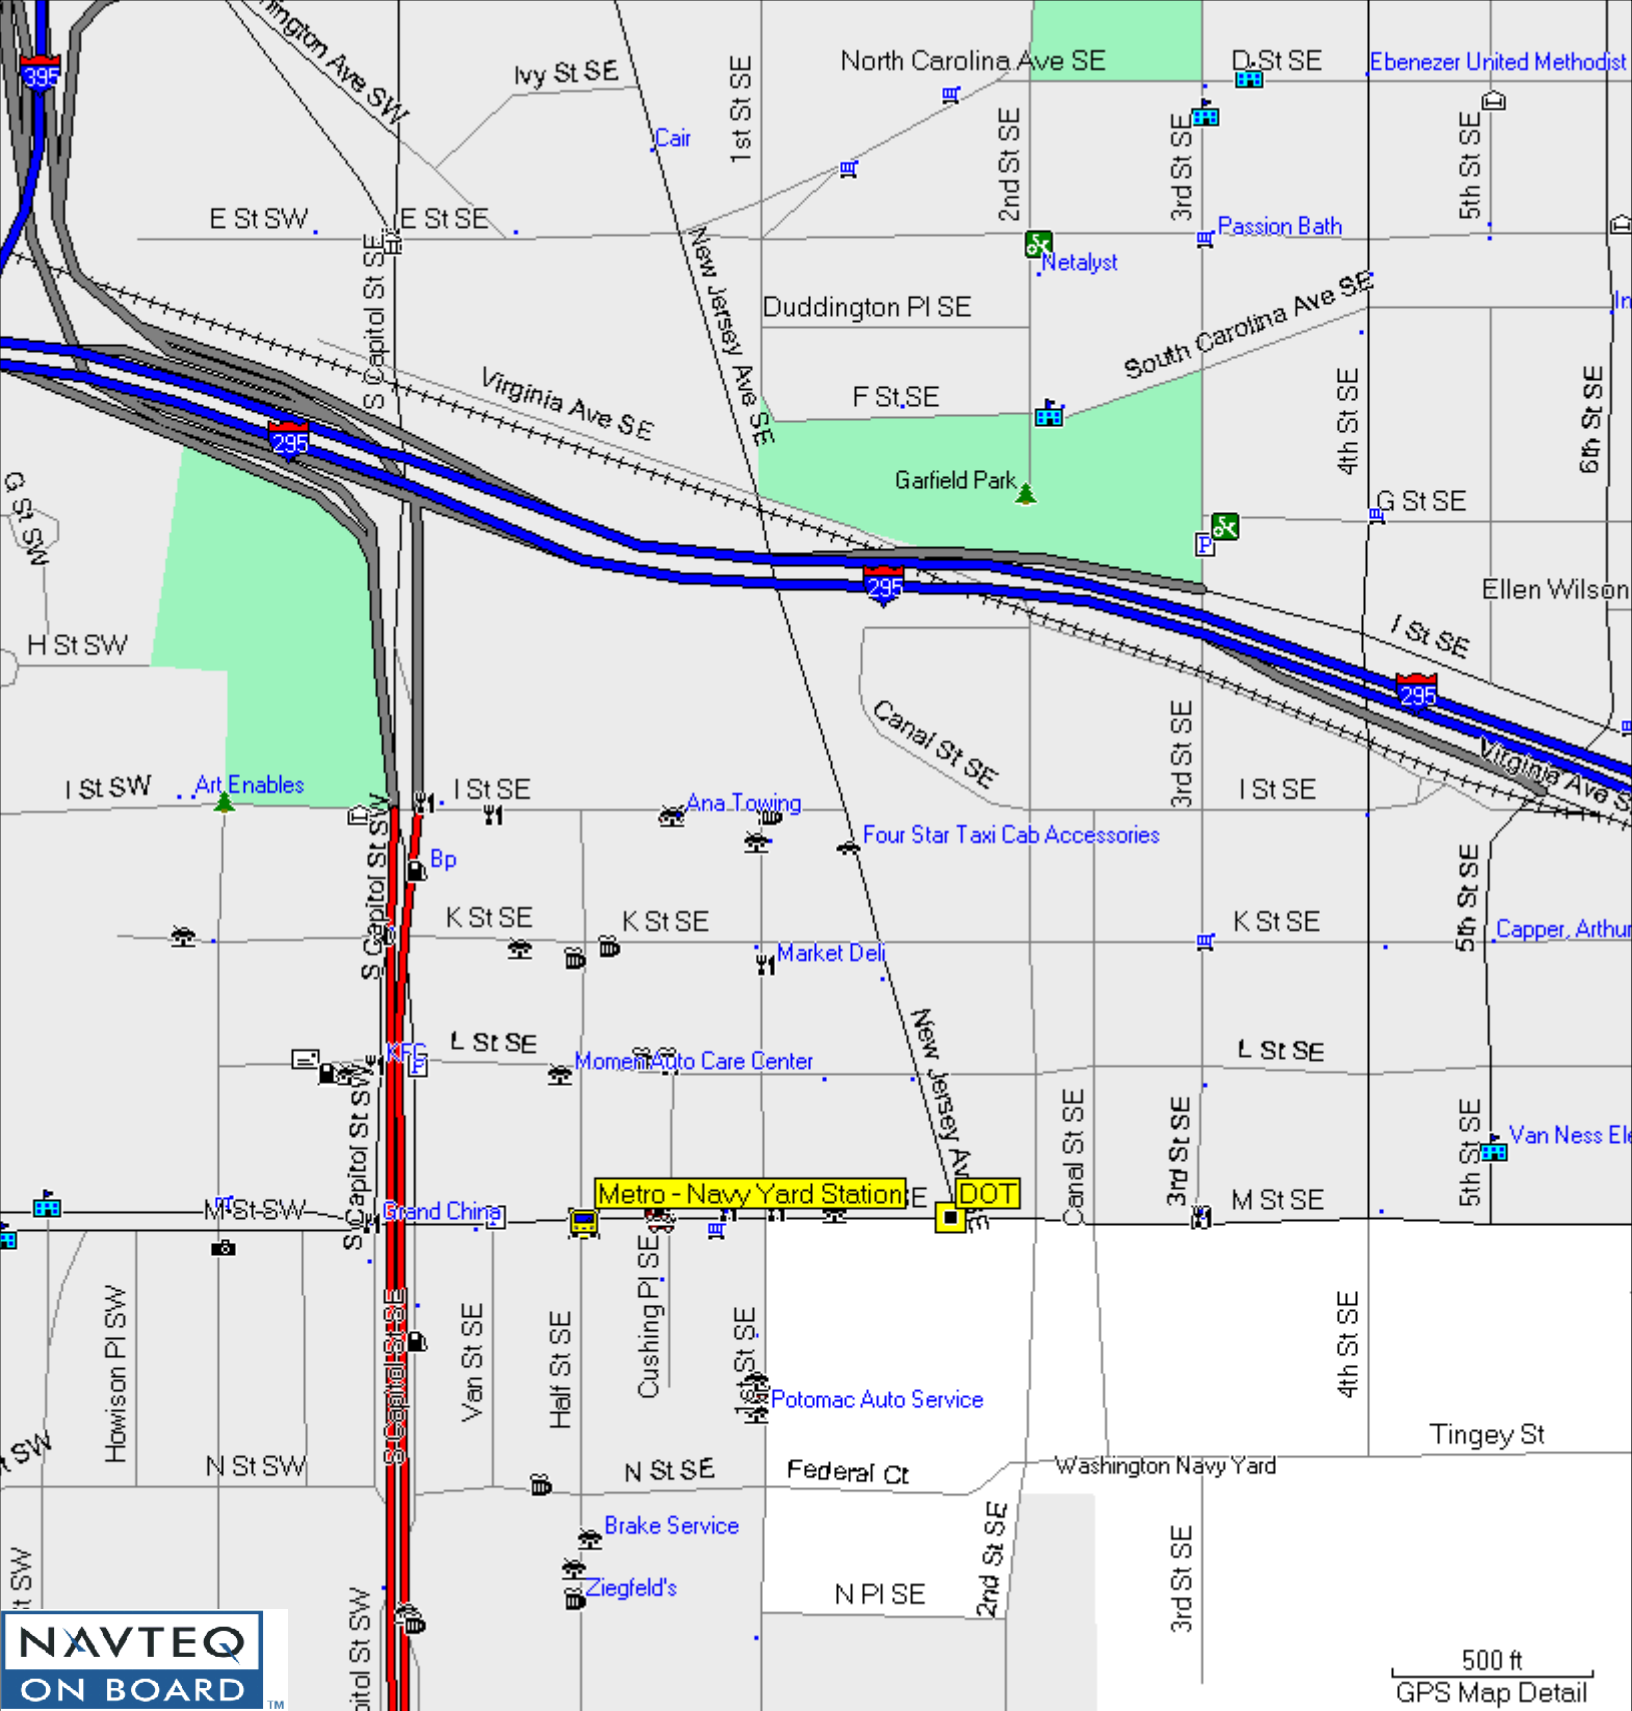 395
Ivy St SE
1st St SE
North Carolina Ave SE
D St SE
Ebenezer United Methodist
Cair
2nd St SE
3rd St SE
5th St SE
E St SW
E St SE
Passion Bath
Netalyst
S Capitol St SE
New Jersey Ave SE
Duddington Pl SE
South Carolina Ave SE
Virginia Ave SE
F St SE
4th St SE
6th St SE
295
G St SW
Garfield Park
G St SE
P
295
Ellen Wilson
H St SW
I St SE
295
Canal St SE
3rd St SE
Virginia Ave S
I St SW
Art Enables
I St SE
Ana Towing
I St SE
Four Star Taxi Cab Accessories
Bp
S Capitol St SW
5th St SE
K St SE
K St SE
K St SE
Capper, Arthur
Market Deli
New Jersey Ave SE
KFC
P
L St SE
Momen Auto Care Center
L St SE
S Capitol St SW
Canal St SE
3rd St SE
5th St SE
Van Ness Ele
M St SW
Grand China
Metro - Navy Yard Station
E
DOT
M St SE
Howison Pl SW
S Capitol St SE
Van St SE
Half St SE
Cushing Pl SE
1st St SE
4th St SE
Potomac Auto Service
t SW
N St SW
N St SE
Federal Ct
Tingey St
Washington Navy Yard
Brake Service
2nd St SE
3rd St SE
Ziegfeld's
N Pl SE
t SW
pitol St SW
NAVTEQ
ON BOARD
TM
500 ft
GPS Map Detail